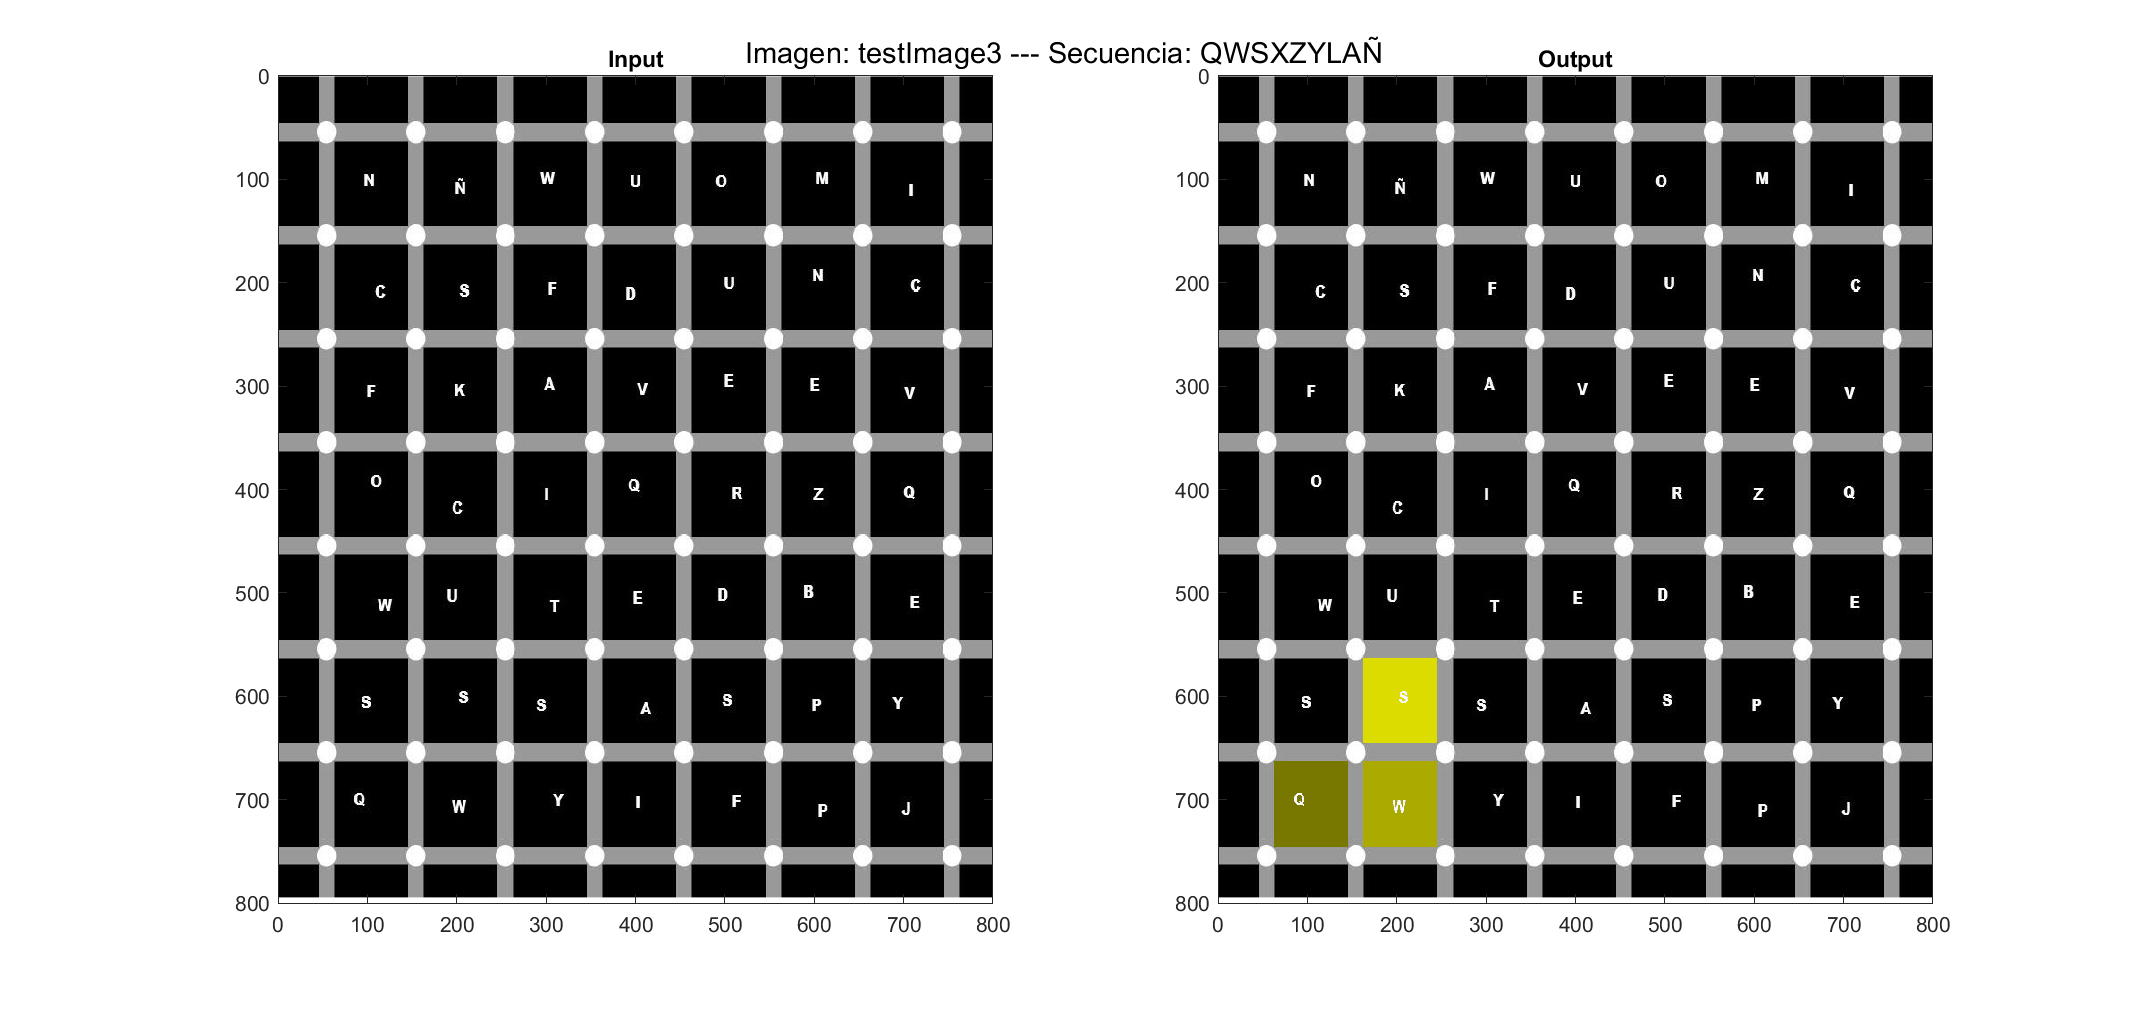 Imagen: testImage3 --- Secuencia: QWSXZYLAÑ
Input
0
100
200
300
400
500
600
700
800
N Ñ W U O M I
C S F D U N C
F K A V E E V
O C I Q R Z Q
W U T E D B E
S S S A S P Y
Q W Y I F P J
0 100 200 300 400 500 600 700 800
Output
0
100
200
300
400
500
600
700
800
N Ñ W U O M I
C S F D U N C
F K A V E E V
O C I Q R Z Q
W U T E D B E
S S S A S P Y
Q W Y I F P J
0 100 200 300 400 500 600 700 800